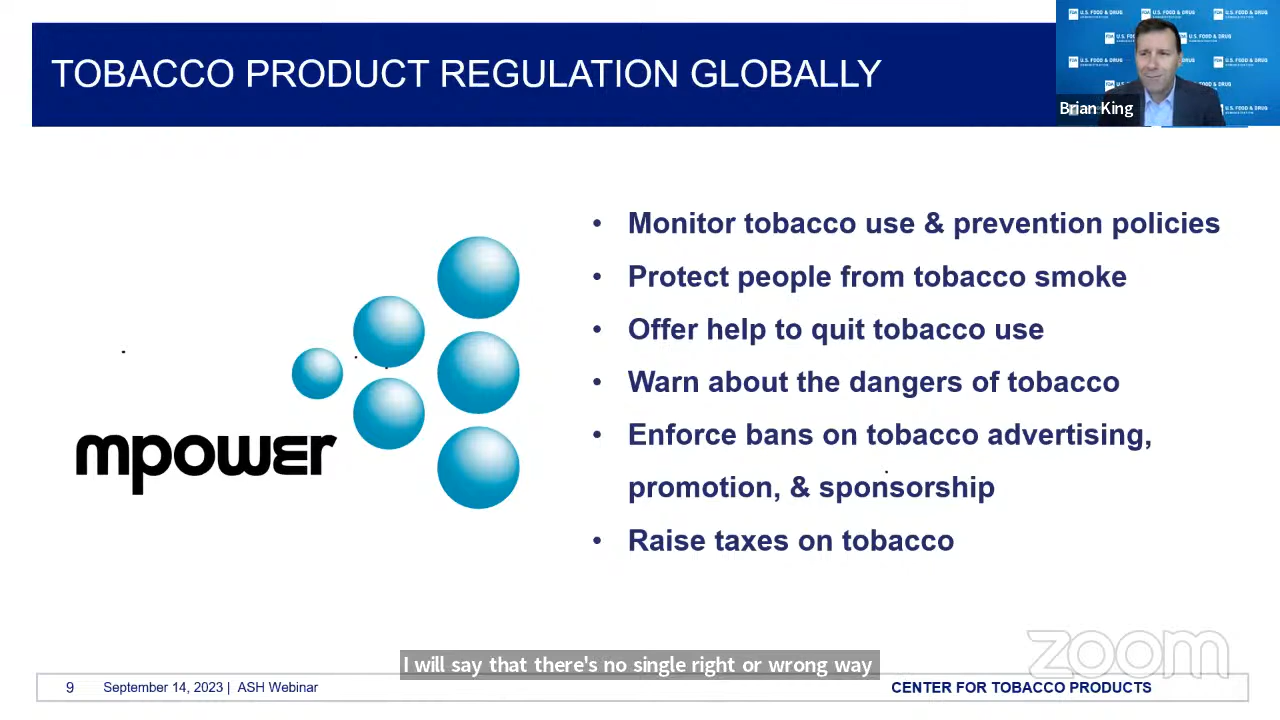 TOBACCO PRODUCT REGULATION GLOBALLY
Brian King
• Monitor tobacco use & prevention policies
• Protect people from tobacco smoke
• Offer help to quit tobacco use
• Warn about the dangers of tobacco
• Enforce bans on tobacco advertising,
promotion, & sponsorship
• Raise taxes on tobacco
mpower
I will say that there's no single right or wrong way
zoom
9 September 14, 2023 | ASH Webinar
CENTER FOR TOBACCO PRODUCTS
FDA U.S. FOOD & DRUG